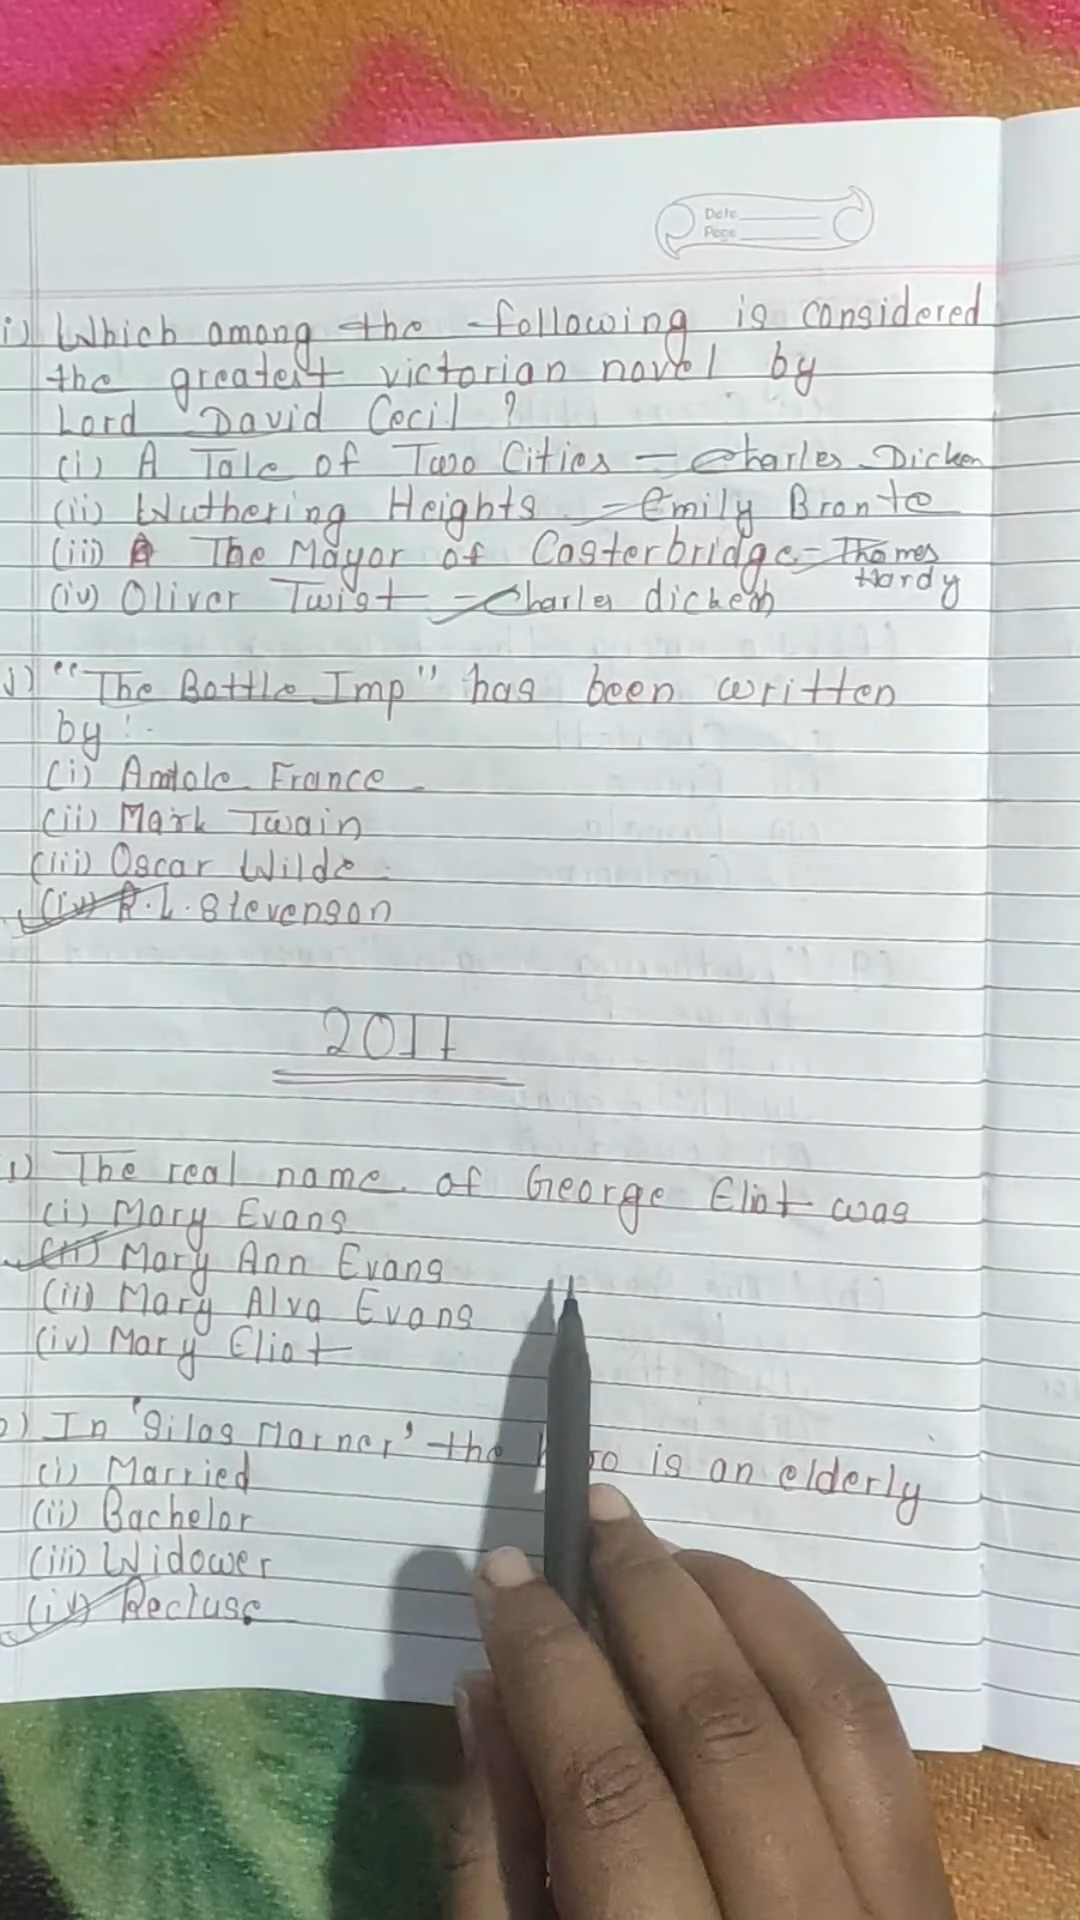 Date
Page
i) Which among the following is considered
the greatest victorian novel by
Lord David Cecil ?
(i) A Tale of Two Cities - Charles Dicken
(ii) Wuthering Heights - Emily Bronte
(iii) The Mayor of Casterbridge - Thomas
Hardy
(iv) Oliver Twist - Charles dicken
j) "The Bottle Imp" has been written
by :-
(i) Anatole France
(ii) Mark Twain
(iii) Oscar Wilde
(iv) R.L. Stevenson
2017
1) The real name of George Eliot was
(i) Mary Evans
(ii) Mary Ann Evans
(iii) Mary Alva Evans
(iv) Mary Eliot
) In 'Silas Marner' the is an elderly
(i) Married
(ii) Bachelor
(iii) Widower
(iv) Recluse